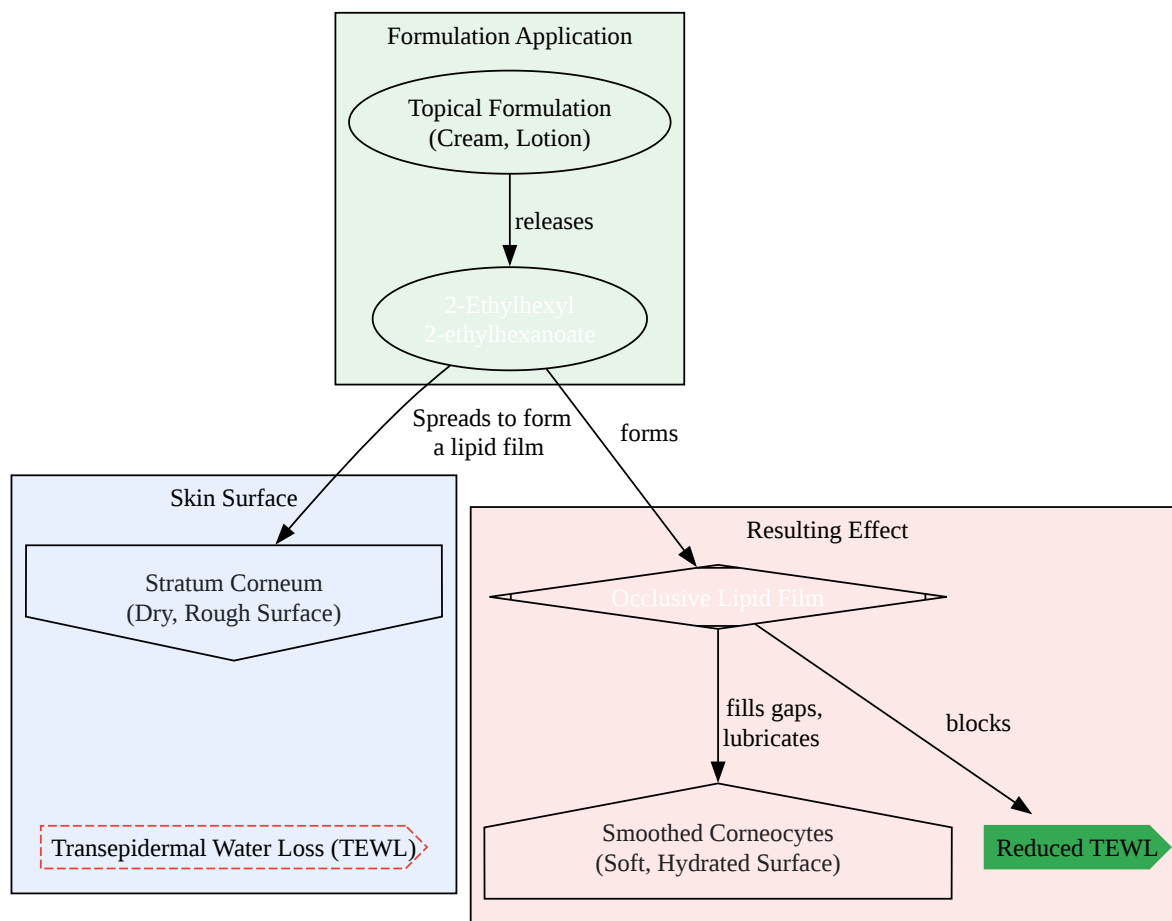 Formulation Application
Topical Formulation
(Cream, Lotion)
releases
2-Ethylhexyl
2-ethylhexanoate
Spreads to form
a lipid film
forms
Skin Surface
Stratum Corneum
(Dry, Rough Surface)
Transepidermal Water Loss (TEWL)
Resulting Effect
Occlusive Lipid Film
fills gaps,
lubricates
blocks
Smoothed Corneocytes
(Soft, Hydrated Surface)
Reduced TEWL